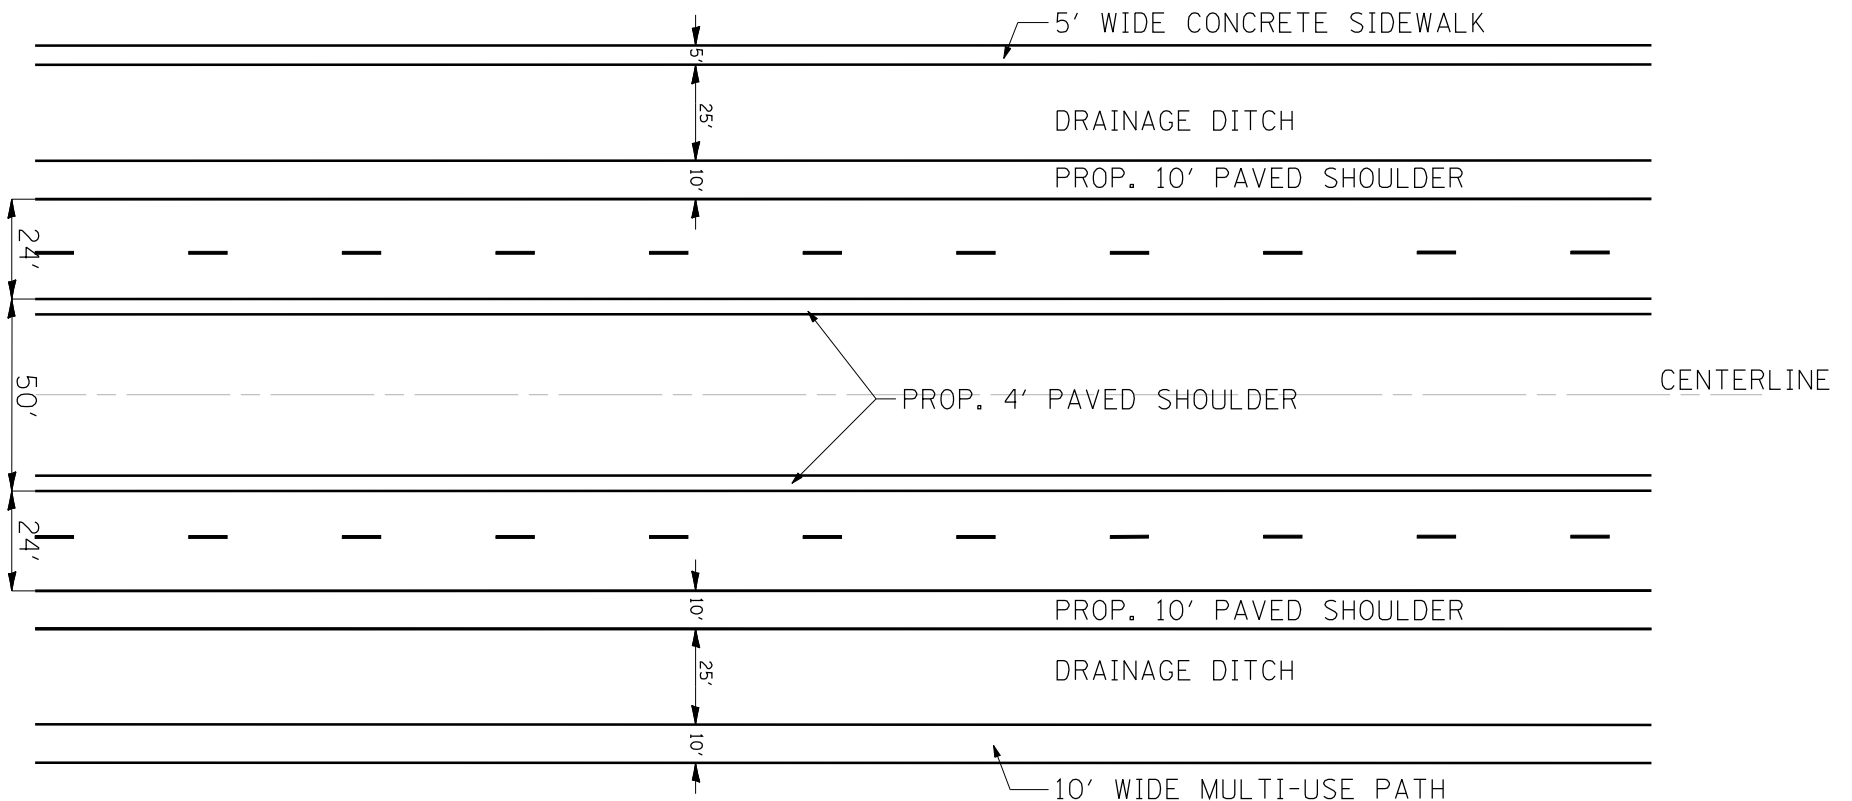 5' WIDE CONCRETE SIDEWALK
5'
25'
DRAINAGE DITCH
10'
PROP. 10' PAVED SHOULDER
24'
50'
PROP. 4' PAVED SHOULDER
CENTERLINE
24'
10'
PROP. 10' PAVED SHOULDER
25'
DRAINAGE DITCH
10'
10' WIDE MULTI-USE PATH